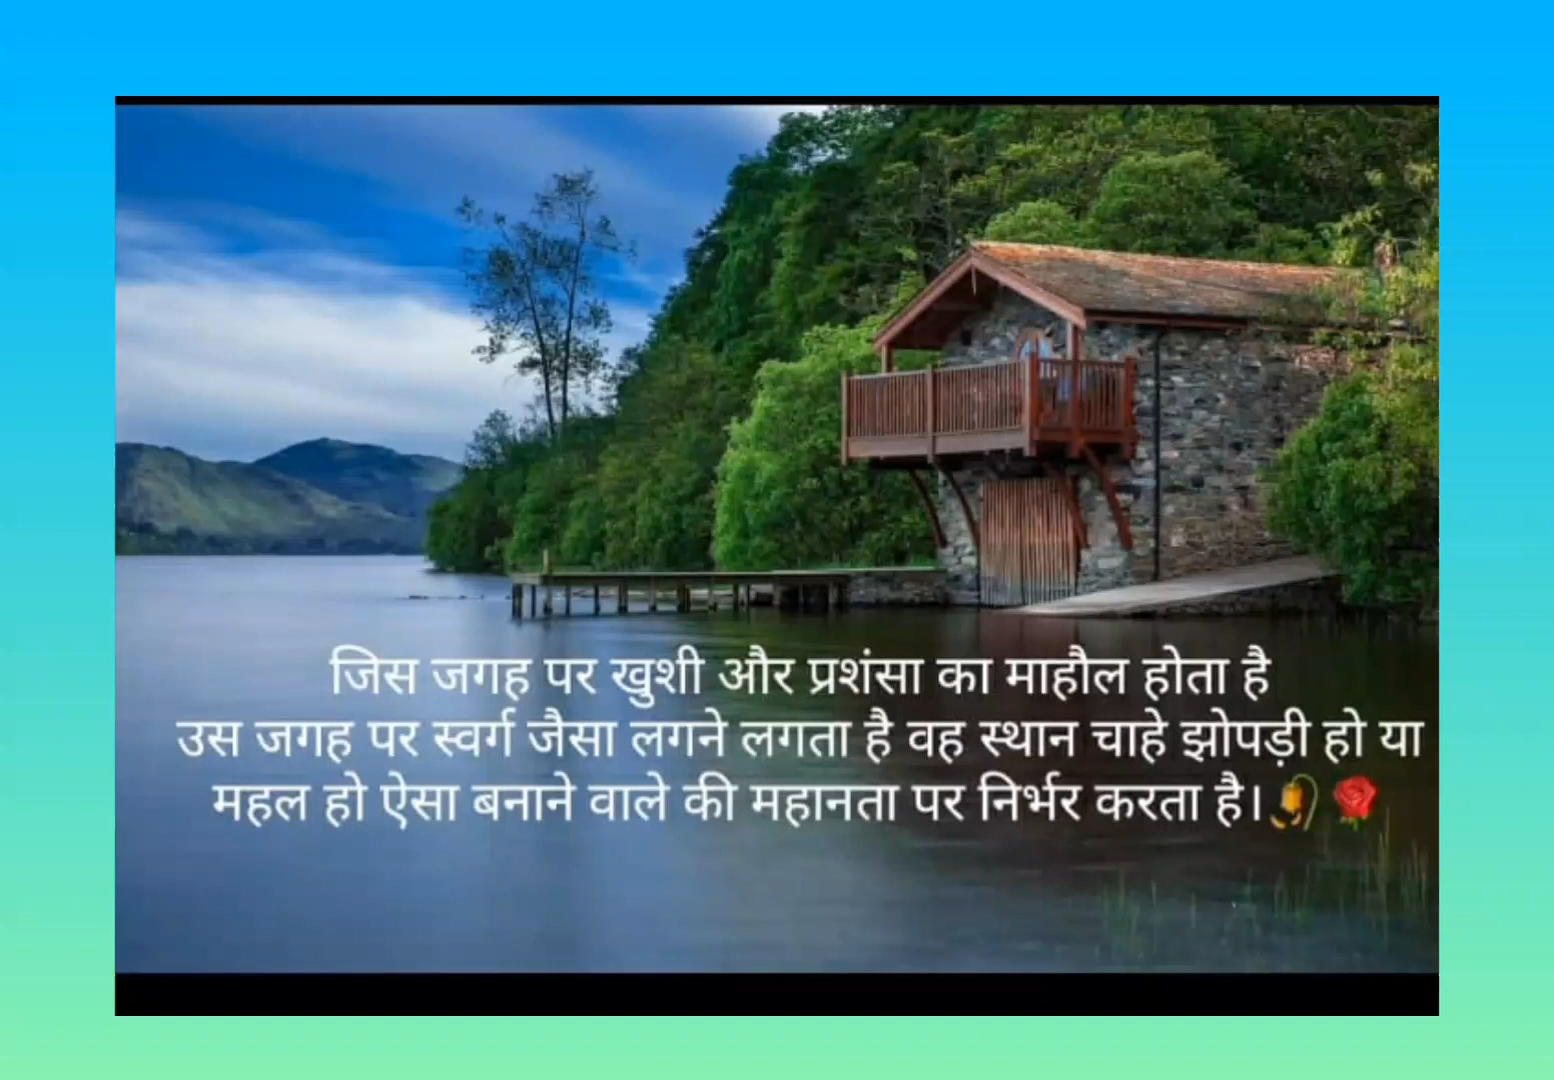 जिस जगह पर खुशी और प्रशंसा का माहौल होता है
उस जगह पर स्वर्ग जैसा लगने लगता है वह स्थान चाहे झोपड़ी हो या
महल हो ऐसा बनाने वाले की महानता पर निर्भर करता है।🥀🌹